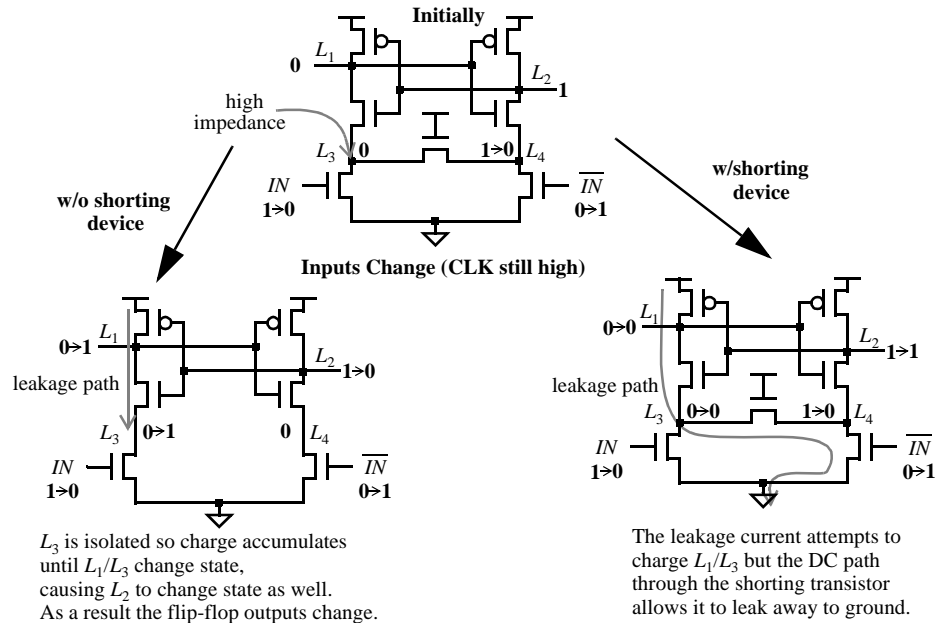 Initially
L1
0
L2
1
high
impedance
L3
0
1→0
L4
IN
1→0
IN
0→1
w/o shorting
device
w/shorting
device
Inputs Change (CLK still high)
L1
0→1
L2
1→0
leakage path
L3
0→1
0
L4
IN
1→0
IN
0→1
L3 is isolated so charge accumulates
until L1/L3 change state,
causing L2 to change state as well.
As a result the flip-flop outputs change.
L1
0→0
L2
1→1
leakage path
L3
0→0
1→0
L4
IN
1→0
IN
0→1
The leakage current attempts to
charge L1/L3 but the DC path
through the shorting transistor
allows it to leak away to ground.